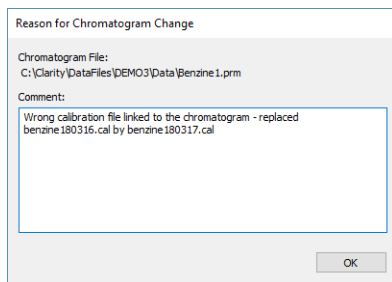 Reason for Chromatogram Change
Chromatogram File:
C:\Clarity\DataFiles\DEMO3\Data\Benzine1.prm
Comment:
Wrong calibration file linked to the chromatogram - replaced
benzine180316.cal by benzine180317.cal
OK